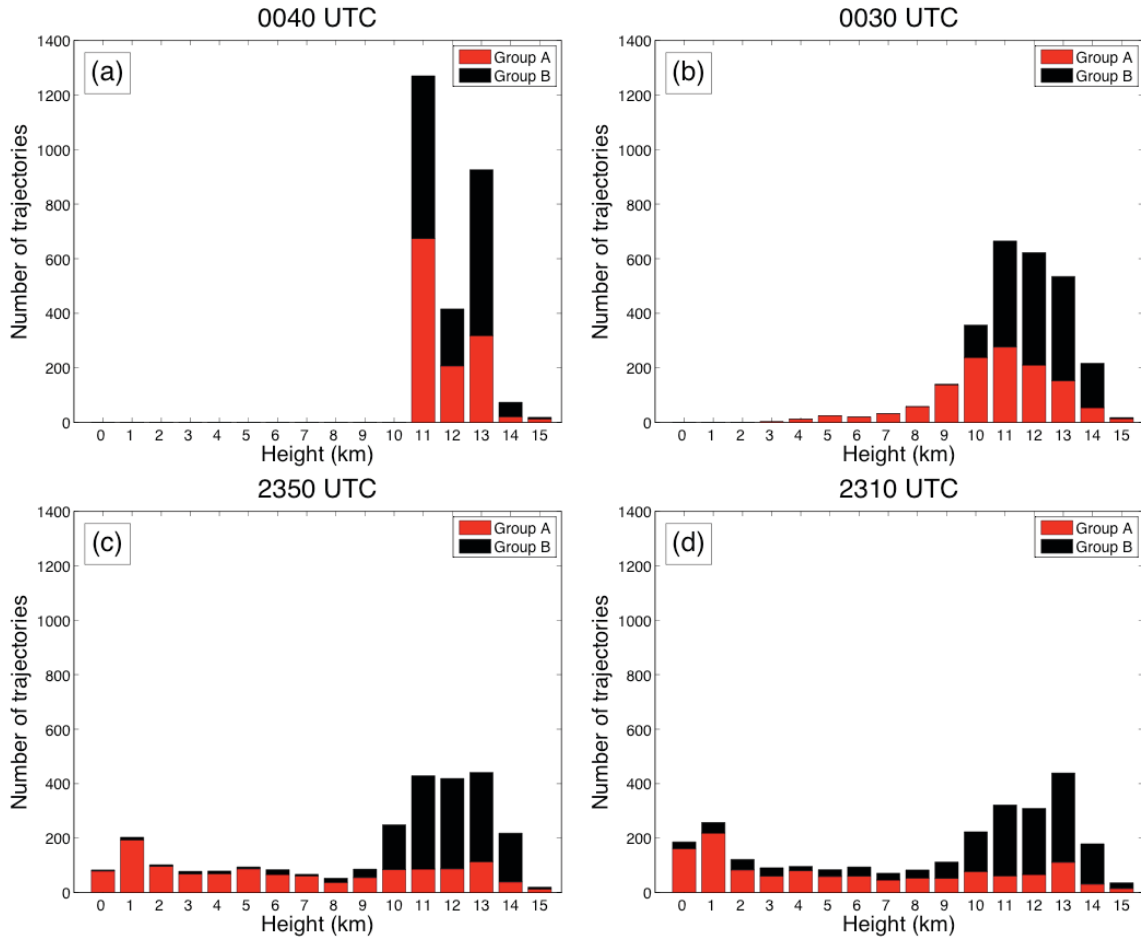 0040 UTC
(a)
Group A
Group B
Number of trajectories
1400
1200
1000
800
600
400
200
0
0 1 2 3 4 5 6 7 8 9 10 11 12 13 14 15
Height (km)
0030 UTC
(b)
Group A
Group B
Number of trajectories
1400
1200
1000
800
600
400
200
0
0 1 2 3 4 5 6 7 8 9 10 11 12 13 14 15
Height (km)
2350 UTC
(c)
Group A
Group B
Number of trajectories
1400
1200
1000
800
600
400
200
0
0 1 2 3 4 5 6 7 8 9 10 11 12 13 14 15
Height (km)
2310 UTC
(d)
Group A
Group B
Number of trajectories
1400
1200
1000
800
600
400
200
0
0 1 2 3 4 5 6 7 8 9 10 11 12 13 14 15
Height (km)